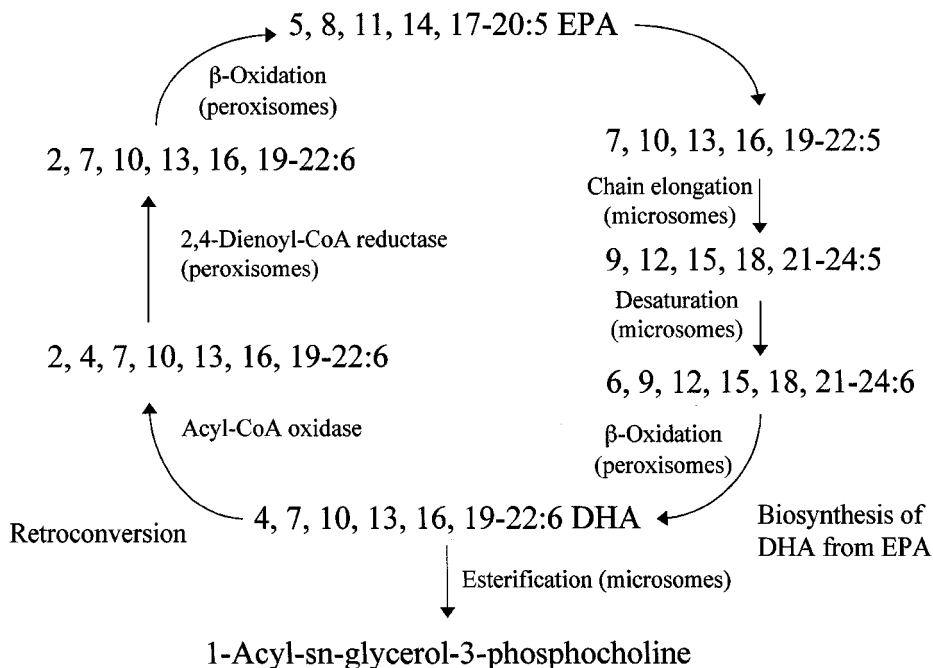 5, 8, 11, 14, 17-20:5 EPA
β-Oxidation
(peroxisomes)
2, 7, 10, 13, 16, 19-22:6
7, 10, 13, 16, 19-22:5
Chain elongation
(microsomes)
2,4-Dienoyl-CoA reductase
(peroxisomes)
9, 12, 15, 18, 21-24:5
Desaturation
(microsomes)
2, 4, 7, 10, 13, 16, 19-22:6
6, 9, 12, 15, 18, 21-24:6
Acyl-CoA oxidase
β-Oxidation
(peroxisomes)
Retroconversion
4, 7, 10, 13, 16, 19-22:6 DHA
Biosynthesis of
DHA from EPA
Esterification (microsomes)
1-Acyl-sn-glycerol-3-phosphocholine